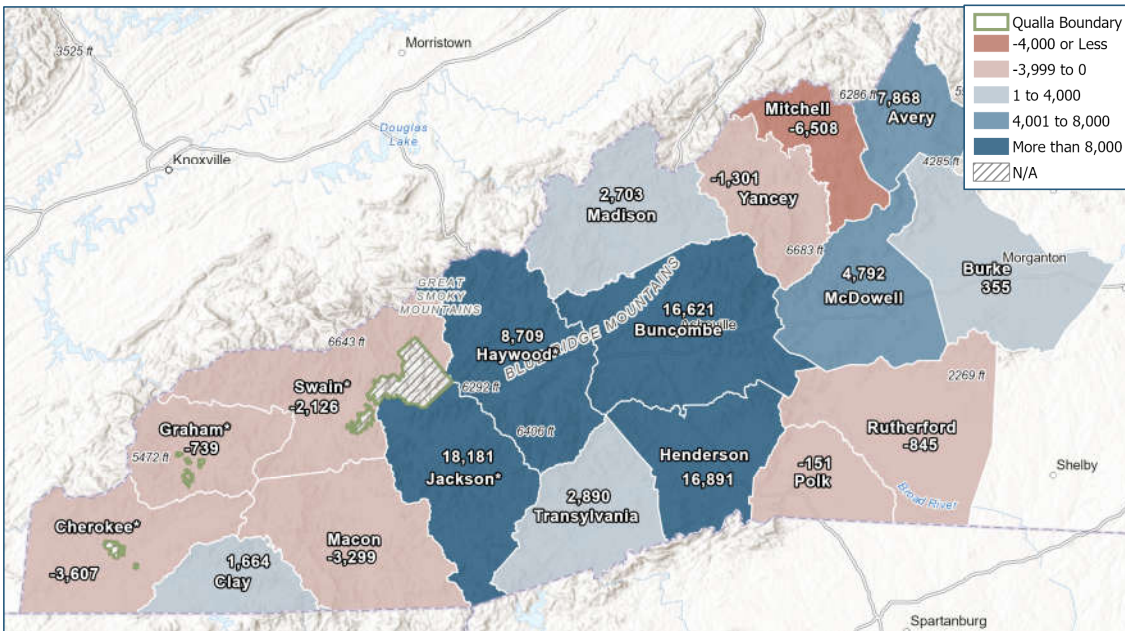 Qualla Boundary
-4,000 or Less
-3,999 to 0
1 to 4,000
4,001 to 8,000
More than 8,000
N/A
3525 ft
Morristown
Douglas
Lake
Knoxville
6286 ft
7,868
Avery
Mitchell
-6,508
4285 ft
-1,301
Yancey
2,703
Madison
6683 ft
4,792
McDowell
Morganton
Burke
355
GREAT
SMOKY
MOUNTAINS
BLUE RIDGE MOUNTAINS
16,621
Buncombe
Asheville
8,709
Haywood*
6643 ft
Swain*
-2,126
6292 ft
6406 ft
2269 ft
Rutherford
-845
Graham*
-739
5472 ft
18,181
Jackson*
Henderson
16,891
-151
Polk
Shelby
Broad River
2,890
Transylvania
Cherokee*
-3,607
Macon
-3,299
1,664
Clay
Spartanburg